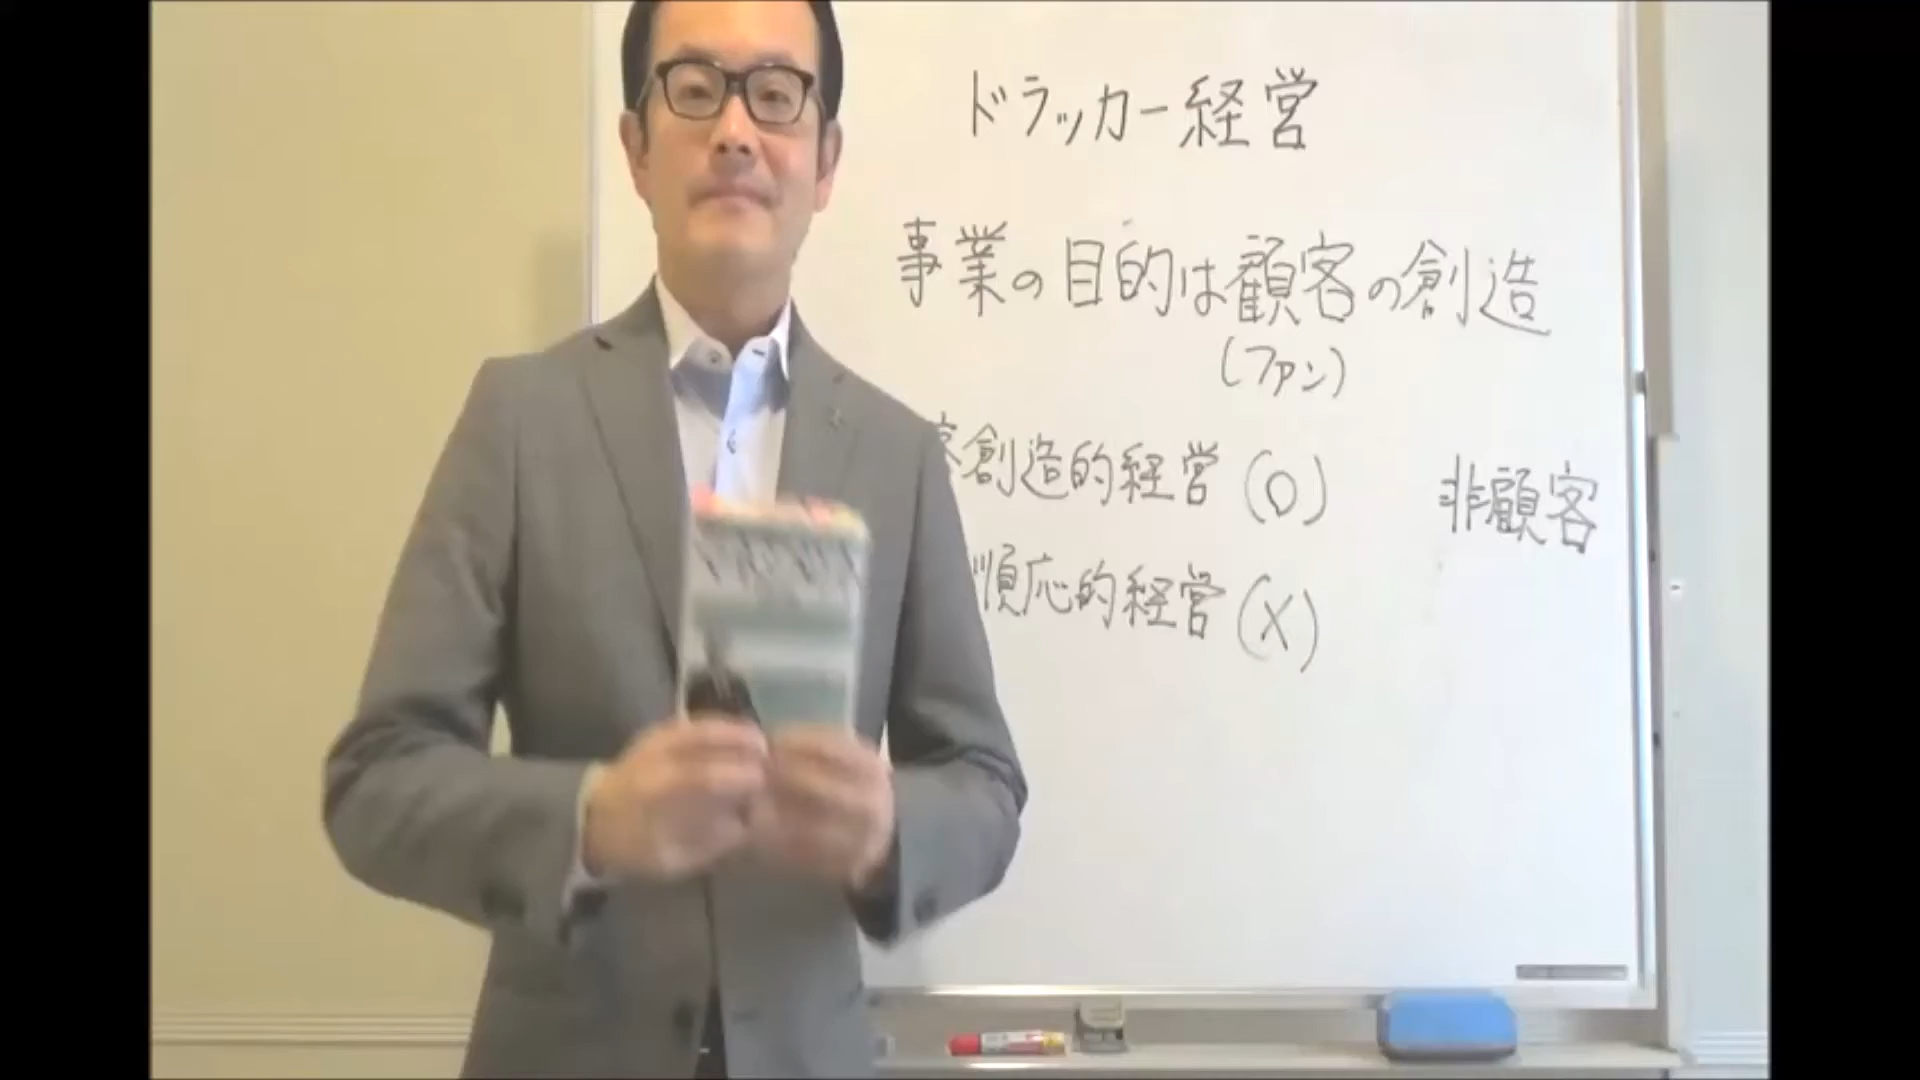 ドラッカー経営
事業の目的は顧客の創造
(ファン)
創造的経営(○)
非顧客
順応的経営(×)